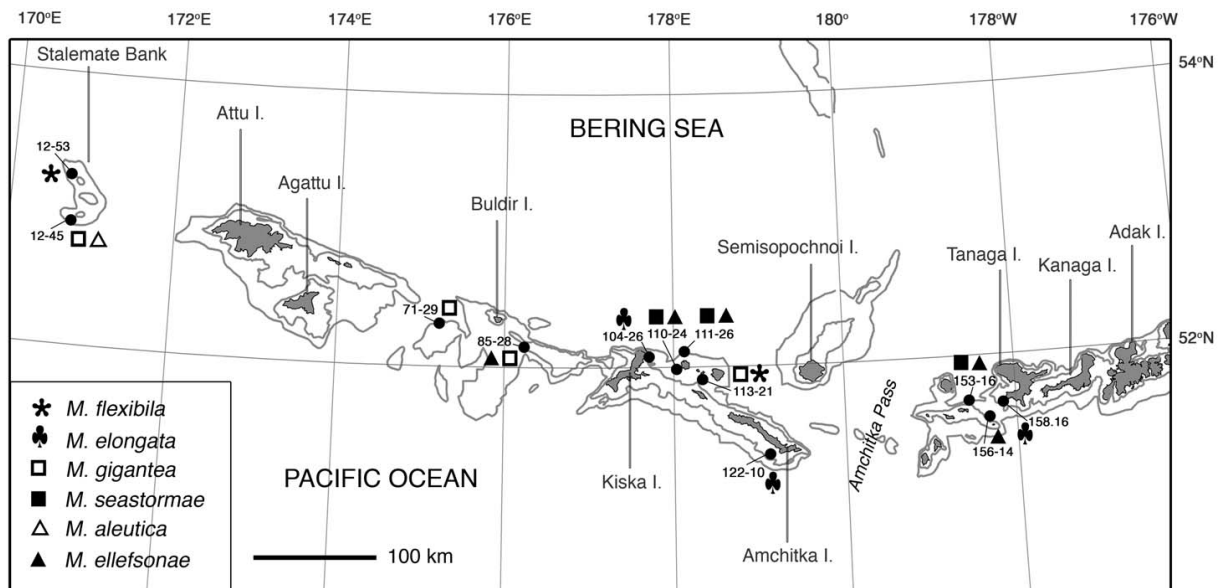 170°E 172°E 174°E 176°E 178°E 180° 178°W 176°W
Stalemate Bank
54°N
Attu I.
BERING SEA
12-53
Agattu I.
Buldir I.
Semisopochnoi I.
Adak I.
Tanaga I.
Kanaga I.
12-45
71-29
85-28
104-26 110-24 111-26
52°N
113-21
153-16
158.16
156-14
122-10
Amchitka Pass
PACIFIC OCEAN
Kiska I.
Amchitka I.
M. flexibila
M. elongata
M. gigantea
M. seastormae
M. aleutica
M. ellefsonae
100 km